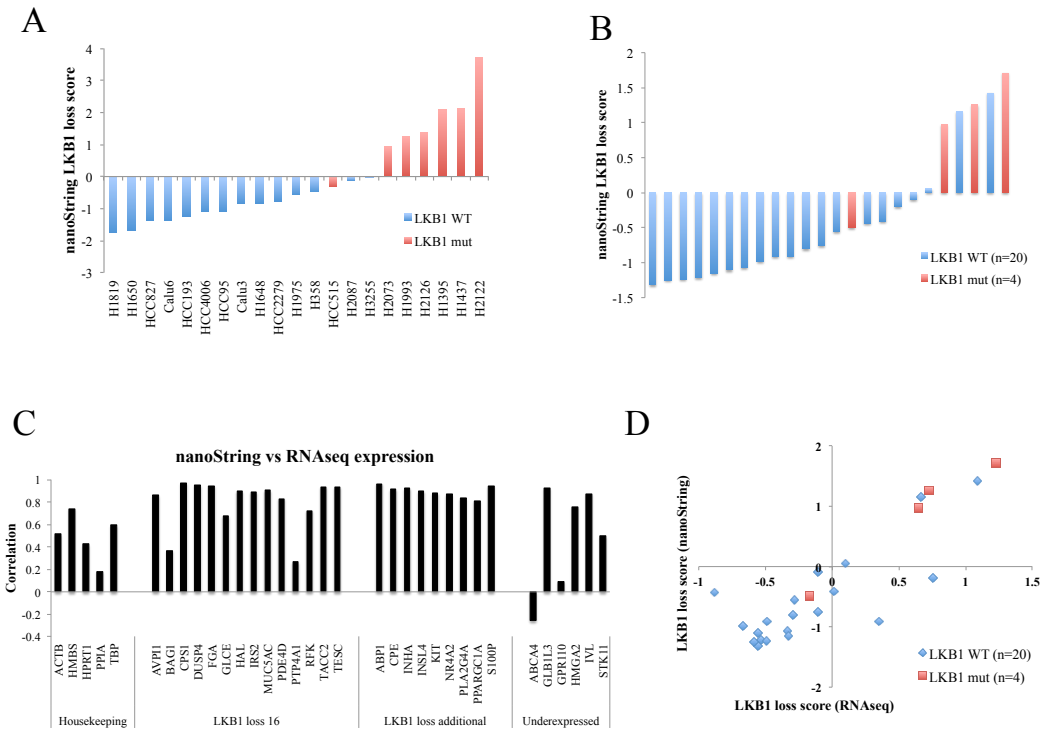 A
nanoString LKB1 loss score
4
3
2
1
0
-1
-2
-3
LKB1 WT
LKB1 mut
H1819
H1650
HCC827
Calu6
HCC193
HCC4006
HCC95
Calu3
H1648
HCC2279
H1975
H358
HCC515
H2087
H3255
H2073
H1993
H2126
H1395
H1437
H2122
B
nanoString LKB1 loss score
2
1.5
1
0.5
0
-0.5
-1
-1.5
LKB1 WT (n=20)
LKB1 mut (n=4)
C
nanoString vs RNAseq expression
Correlation
1
0.8
0.6
0.4
0.2
0
-0.2
-0.4
ACTB
HMBS
HPRT1
PPIA
TBP
AVPI1
BAG1
CPS1
DUSP4
FGA
GLCE
HAL
IRS2
MUC5AC
PDE4D
PTP4A1
RFK
TACC2
TESC
ABP1
CPE
INHA
INSL4
KIT
NR4A2
PLA2G4A
PPARGC1A
S100P
ABCA4
GLB1L3
GPR110
HMGA2
IVL
STK11
Housekeeping
LKB1 loss 16
LKB1 loss additional
Underexpressed
D
LKB1 loss score (nanoString)
2
1
0
-1
-2
-1
-0.5
0
0.5
1
1.5
LKB1 WT (n=20)
LKB1 mut (n=4)
LKB1 loss score (RNAseq)